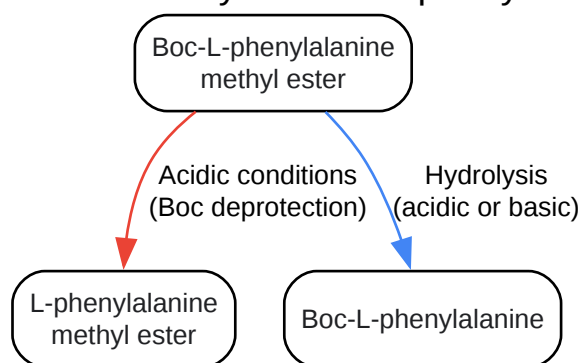 Boc-L-phenylalanine
methyl ester
Acidic conditions
(Boc deprotection)
Hydrolysis
(acidic or basic)
L-phenylalanine
methyl ester
Boc-L-phenylalanine